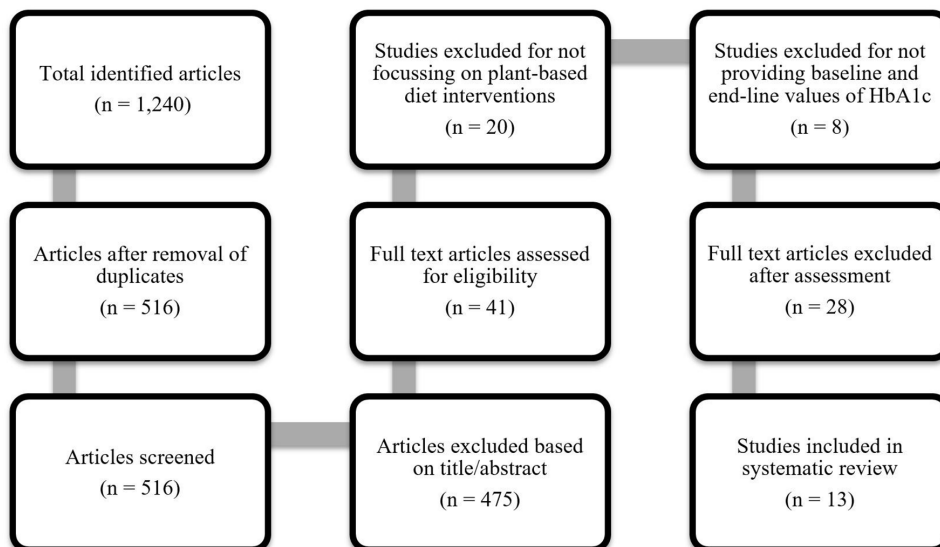 Total identified articles
(n = 1,240)
Articles after removal of
duplicates
(n = 516)
Articles screened
(n = 516)
Articles excluded based
on title/abstract
n = 475)
Full text articles assessed
for eligibility
(n = 41)
Studies excluded for not
focussing on plant-based
diet interventions
(n = 20)
Studies excluded for not
providing baseline and
end-line values of HbA1c
(n = 8)
Full text articles excluded
after assessment
(n = 28)
Studies included in
systematic review
(n = 13)